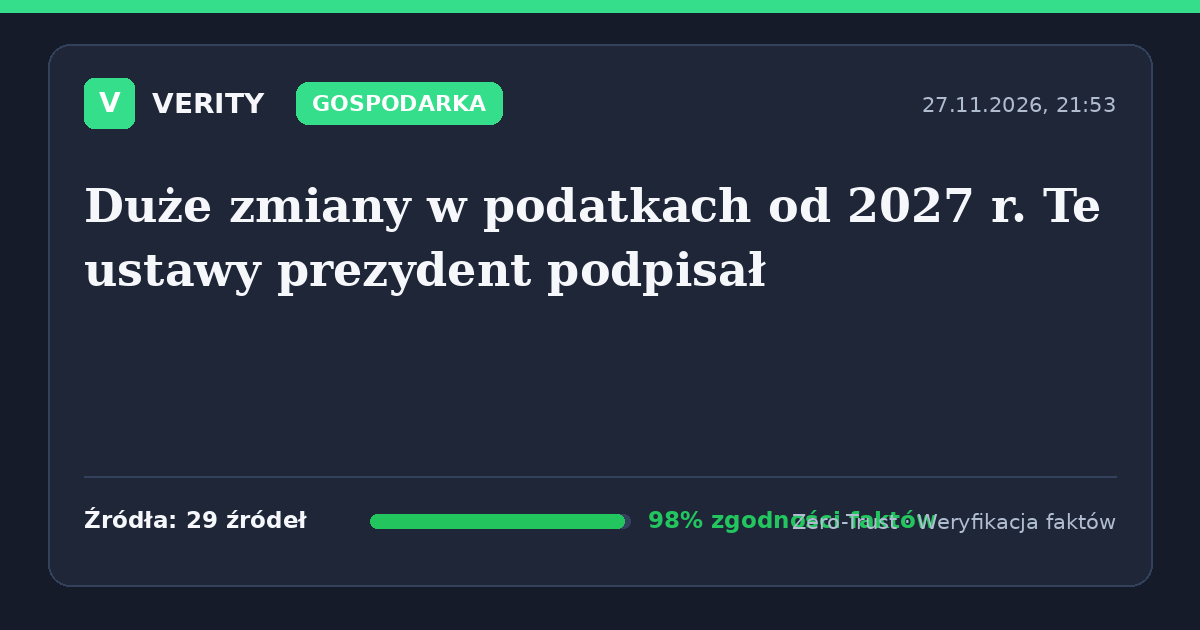 V VERITY GOSPODARKA 27.11.2026, 21:53
Duże zmiany w podatkach od 2027 r. Te
ustawy prezydent podpisał
Źródła: 29 źródeł 98% zgodności faktów Zero-Trust · Weryfikacja faktów